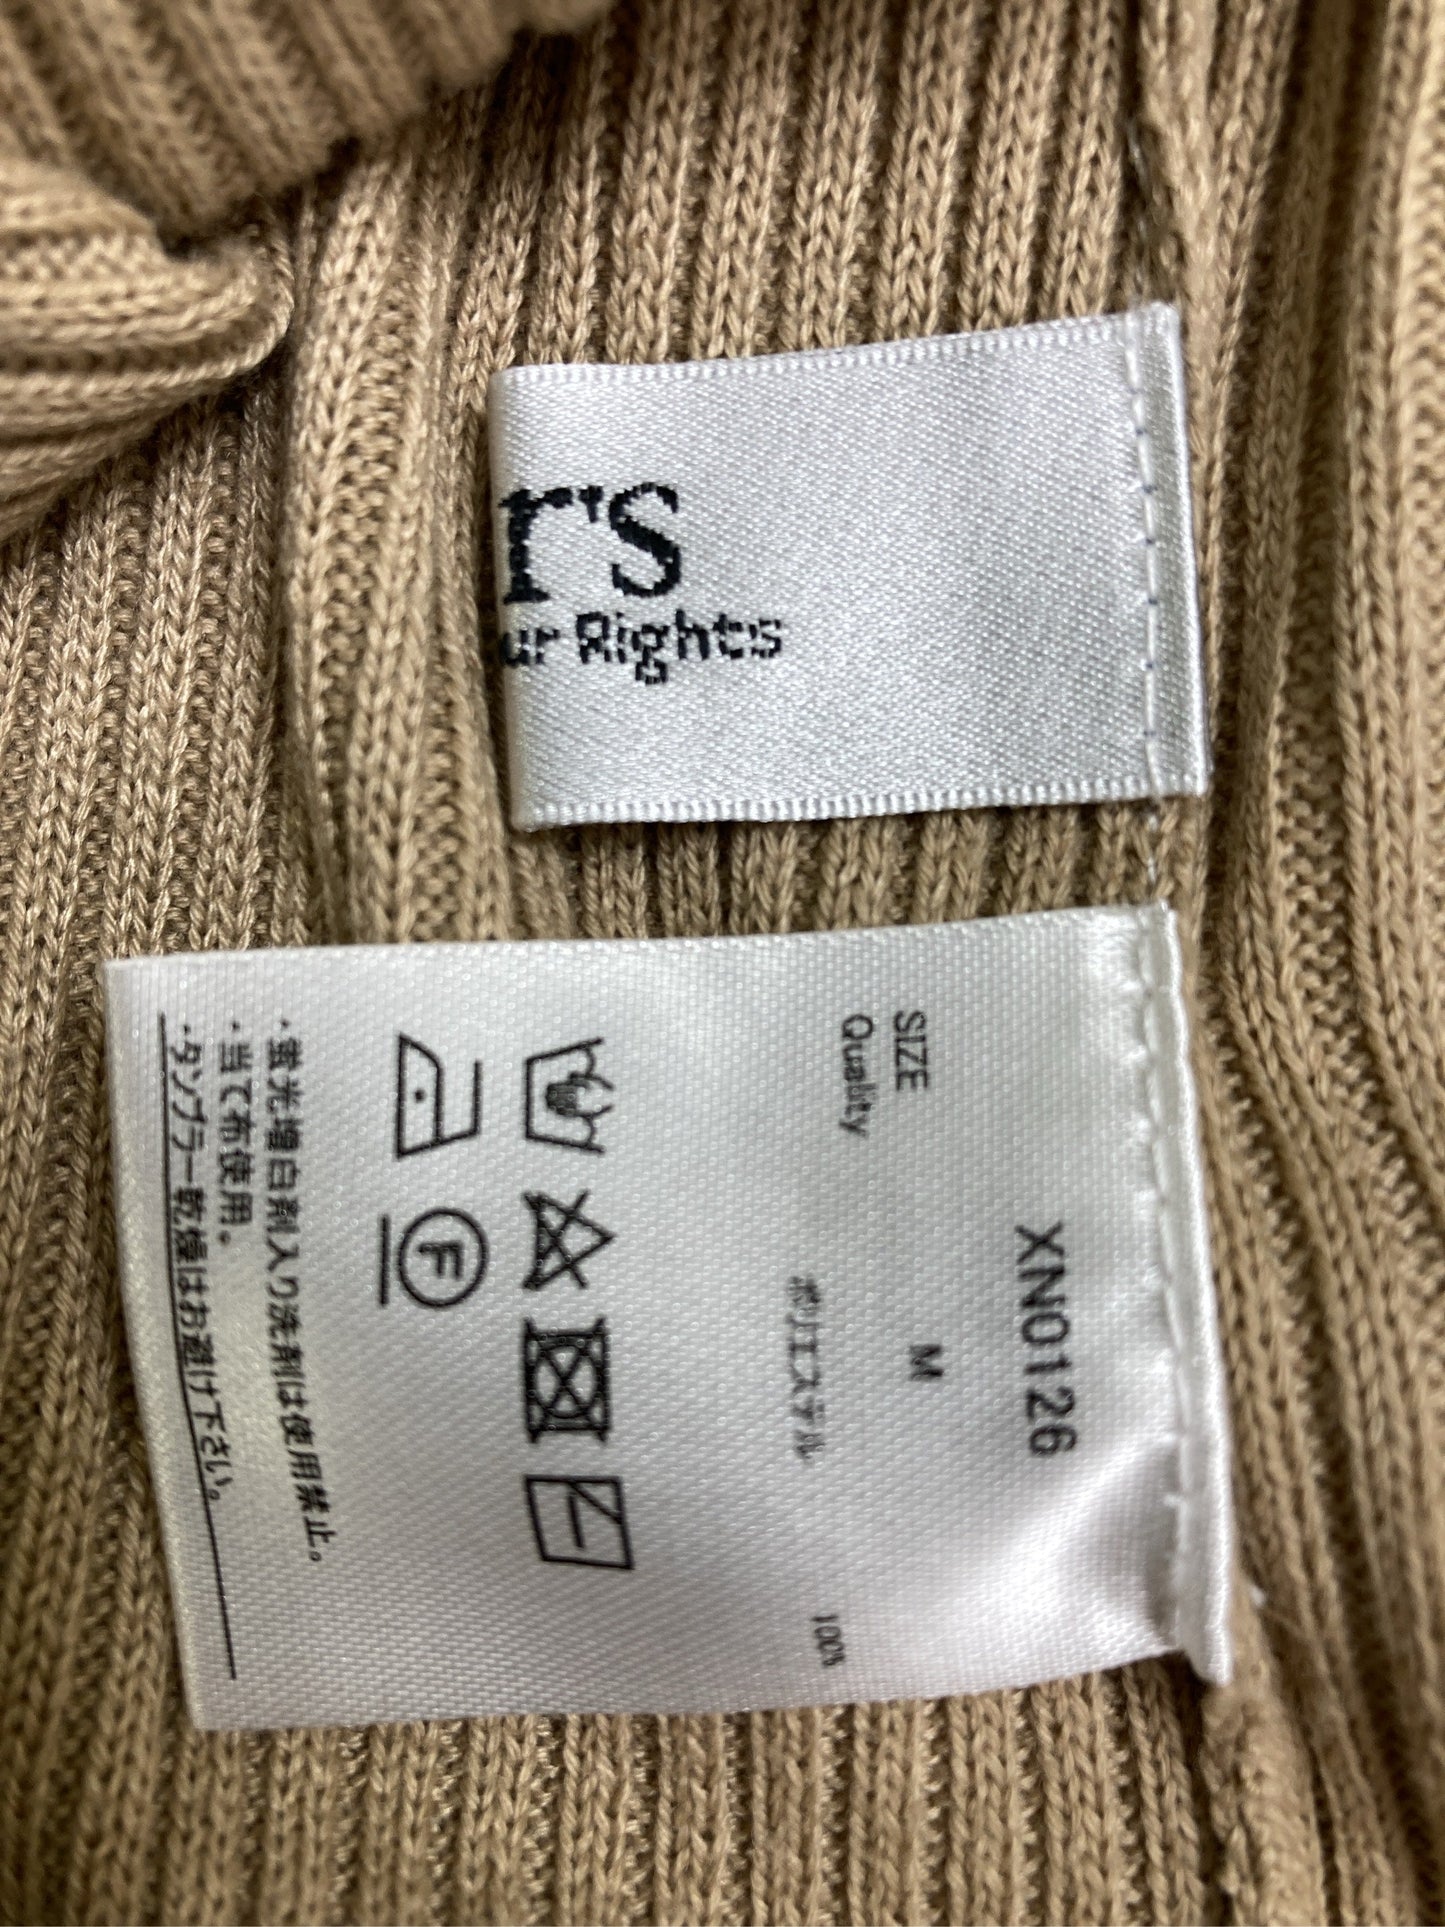 r's
ur Rights
XN0126
SIZE M
Quality
ポリエステル 100%
F
・蛍光増白剤入り洗剤は使用禁止。
・当て布使用。
・タンブラー乾燥はお避け下さい。